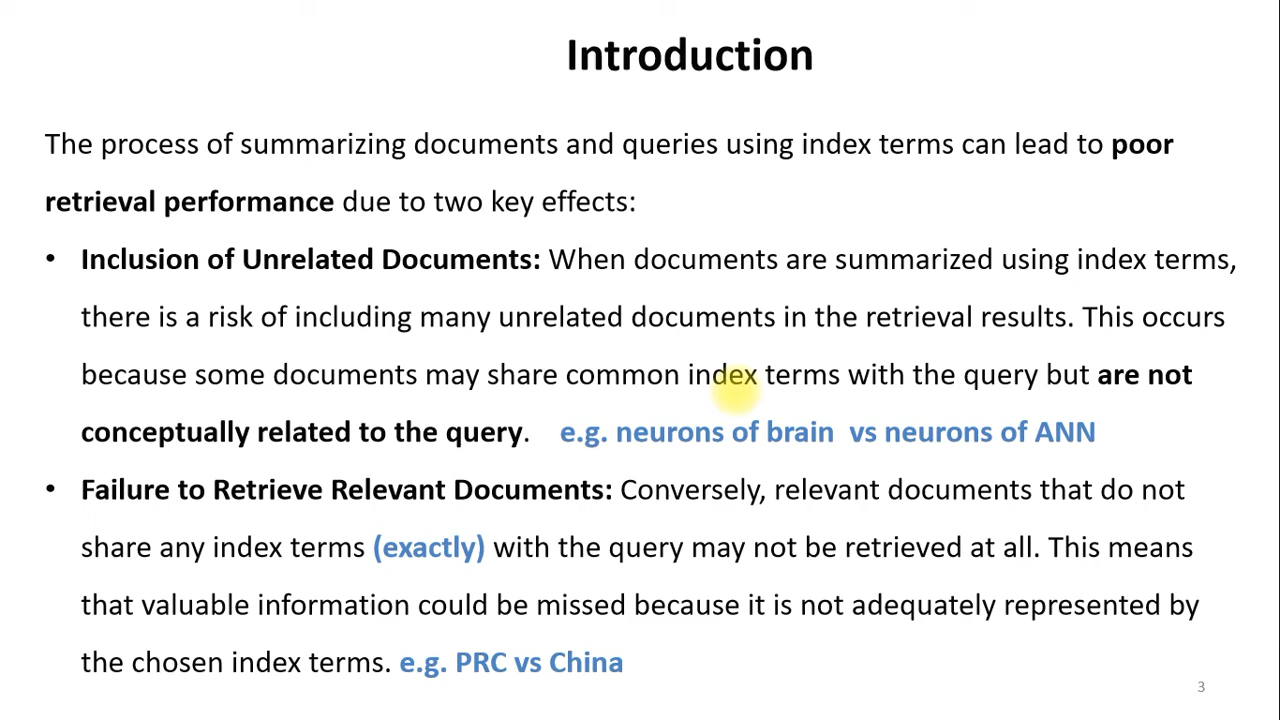 Introduction
The process of summarizing documents and queries using index terms can lead to poor
retrieval performance due to two key effects:
• Inclusion of Unrelated Documents: When documents are summarized using index terms,
there is a risk of including many unrelated documents in the retrieval results. This occurs
because some documents may share common index terms with the query but are not
conceptually related to the query. e.g. neurons of brain vs neurons of ANN
• Failure to Retrieve Relevant Documents: Conversely, relevant documents that do not
share any index terms (exactly) with the query may not be retrieved at all. This means
that valuable information could be missed because it is not adequately represented by
the chosen index terms. e.g. PRC vs China
3